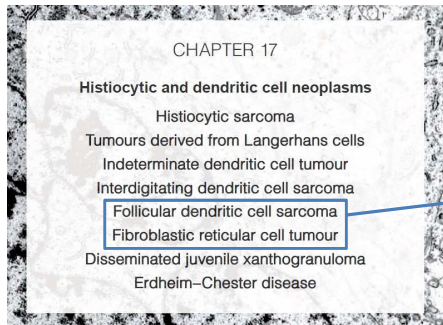 CHAPTER 17
Histiocytic and dendritic cell neoplasms
Histiocytic sarcoma
Tumours derived from Langerhans cells
Indeterminate dendritic cell tumour
Interdigitating dendritic cell sarcoma
Follicular dendritic cell sarcoma
Fibroblastic reticular cell tumour
Disseminated juvenile xanthogranuloma
Erdheim–Chester disease